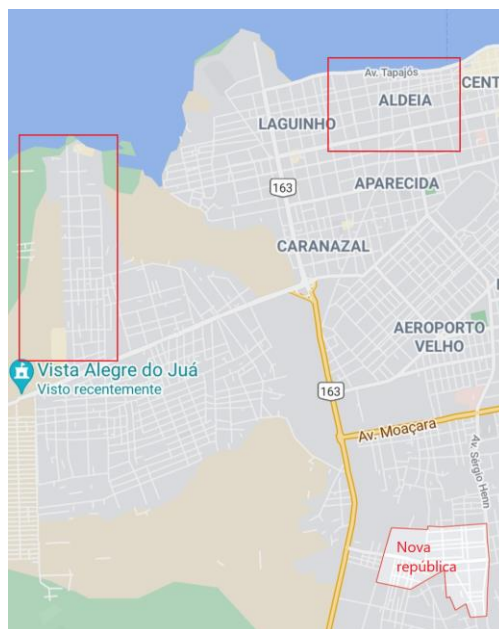 Av. Tapajós
CENT
ALDEIA
LAGUINHO
163
APARECIDA
CARANAZAL
AEROPORTO
VELHO
Vista Alegre do Juá
Visto recentemente
163
Av. Moaçara
Av. Sérgio Henn
Nova
república